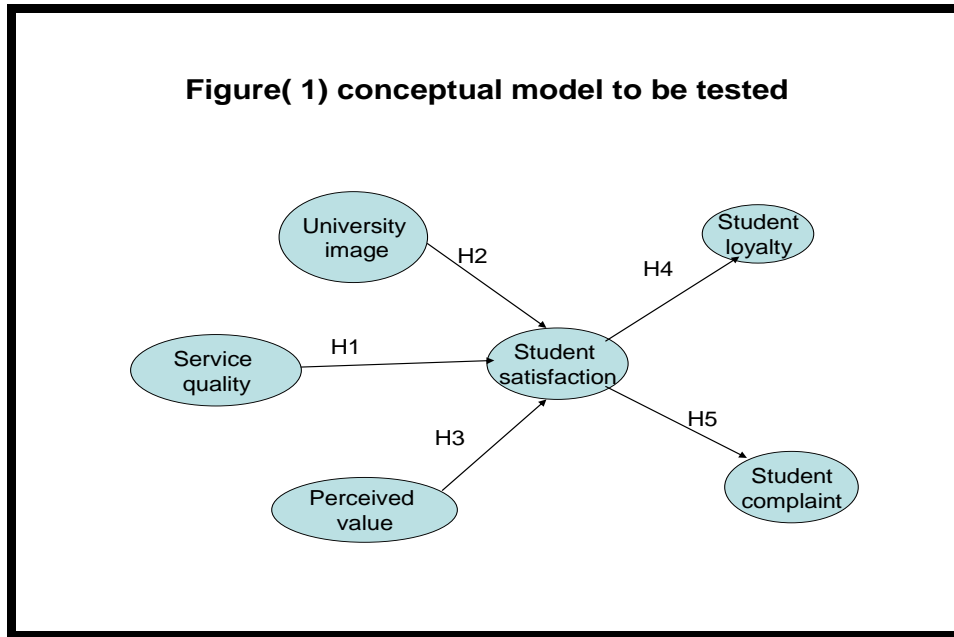 Figure( 1) conceptual model to be tested
University
image
H2
Student
loyalty
H4
Service
quality
H1
Student
satisfaction
H3
H5
Perceived
value
Student
complaint